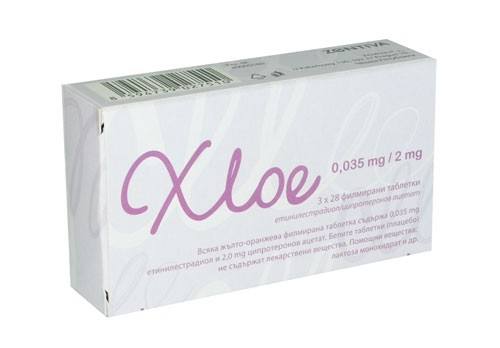 ZENTIVA
Xloe
0,035 mg / 2 mg
3 x 28 филмирани таблетки
етинилестрадиол/ципротеронов ацетат
Всяка жълто-оранжева филмирана таблетка съдържа 0,035 mg
етинилестрадиол и 2,0 mg ципротеронов ацетат. Белите таблетки (плацебо)
не съдържат лекарствени вещества. Помощни вещества:
лактоза монохидрат и др.